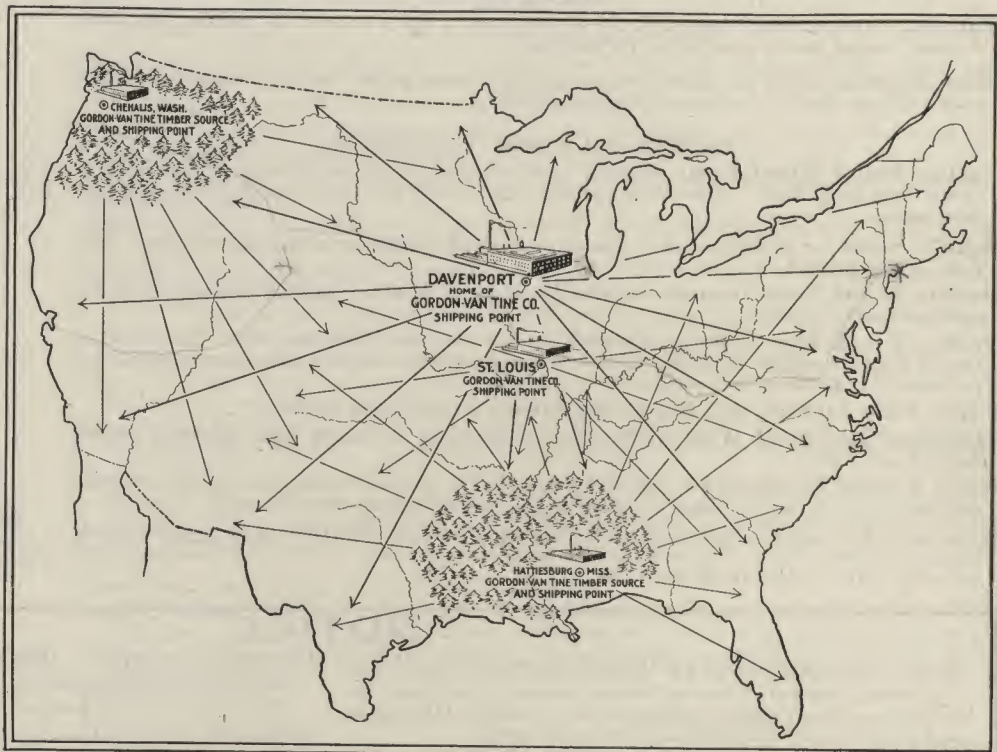 CHEHALIS, WASH.
GORDON-VAN TINE TIMBER SOURCE
AND SHIPPING POINT
DAVENPORT
HOME OF
GORDON-VAN TINE CO.
SHIPPING POINT
ST. LOUIS
GORDON-VAN TINE CO.
SHIPPING POINT
HATTIESBURG MISS.
GORDON-VAN TINE TIMBER SOURCE
AND SHIPPING POINT